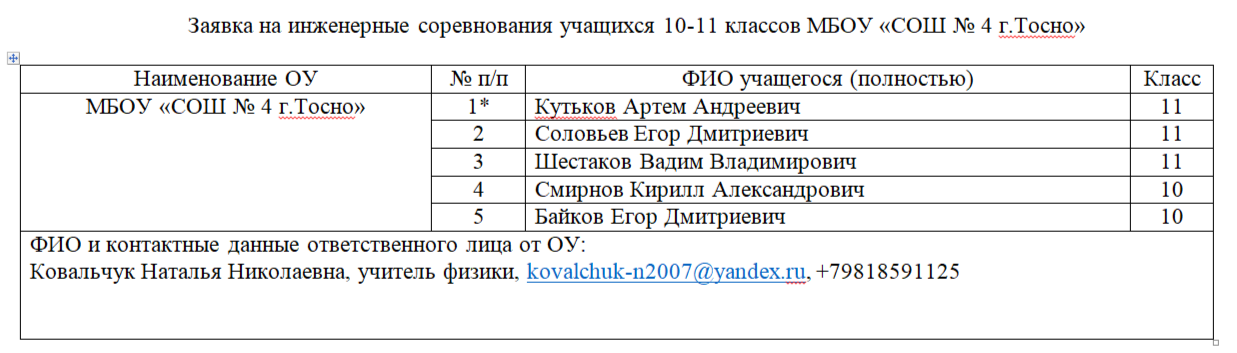 Заявка на инженерные соревнования учащихся 10-11 классов МБОУ «СОШ № 4 г.Тосно»
Наименование ОУ № п/п ФИО учащегося (полностью) Класс
МБОУ «СОШ № 4 г.Тосно» 1* Кутьков Артем Андреевич 11
2 Соловьев Егор Дмитриевич 11
3 Шестаков Вадим Владимирович 11
4 Смирнов Кирилл Александрович 10
5 Байков Егор Дмитриевич 10
ФИО и контактные данные ответственного лица от ОУ:
Ковальчук Наталья Николаевна, учитель физики, kovalchuk-n2007@yandex.ru, +79818591125